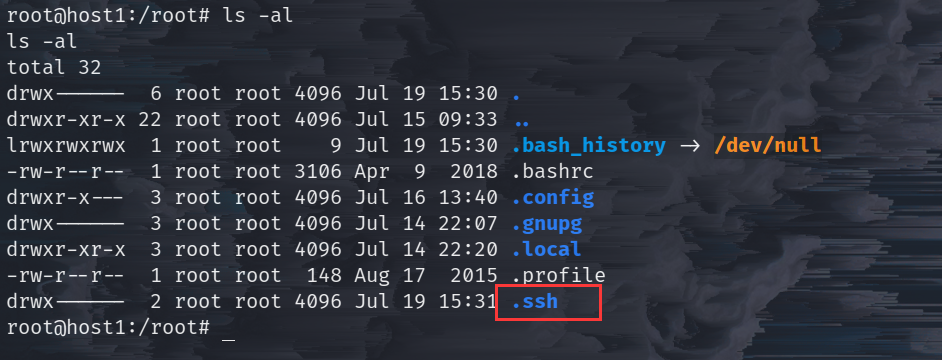 root@host1:/root# ls -al
ls -al
total 32
drwx------  6 root root 4096 Jul 19 15:30 .
drwxr-xr-x 22 root root 4096 Jul 15 09:33 ..
lrwxrwxrwx  1 root root    9 Jul 19 15:30 .bash_history -> /dev/null
-rw-r--r--  1 root root 3106 Apr  9  2018 .bashrc
drwxr-x---  3 root root 4096 Jul 16 13:40 .config
drwx------  3 root root 4096 Jul 14 22:07 .gnupg
drwxr-xr-x  3 root root 4096 Jul 14 22:20 .local
-rw-r--r--  1 root root  148 Aug 17  2015 .profile
drwx------  2 root root 4096 Jul 19 15:31 .ssh
root@host1:/root# _